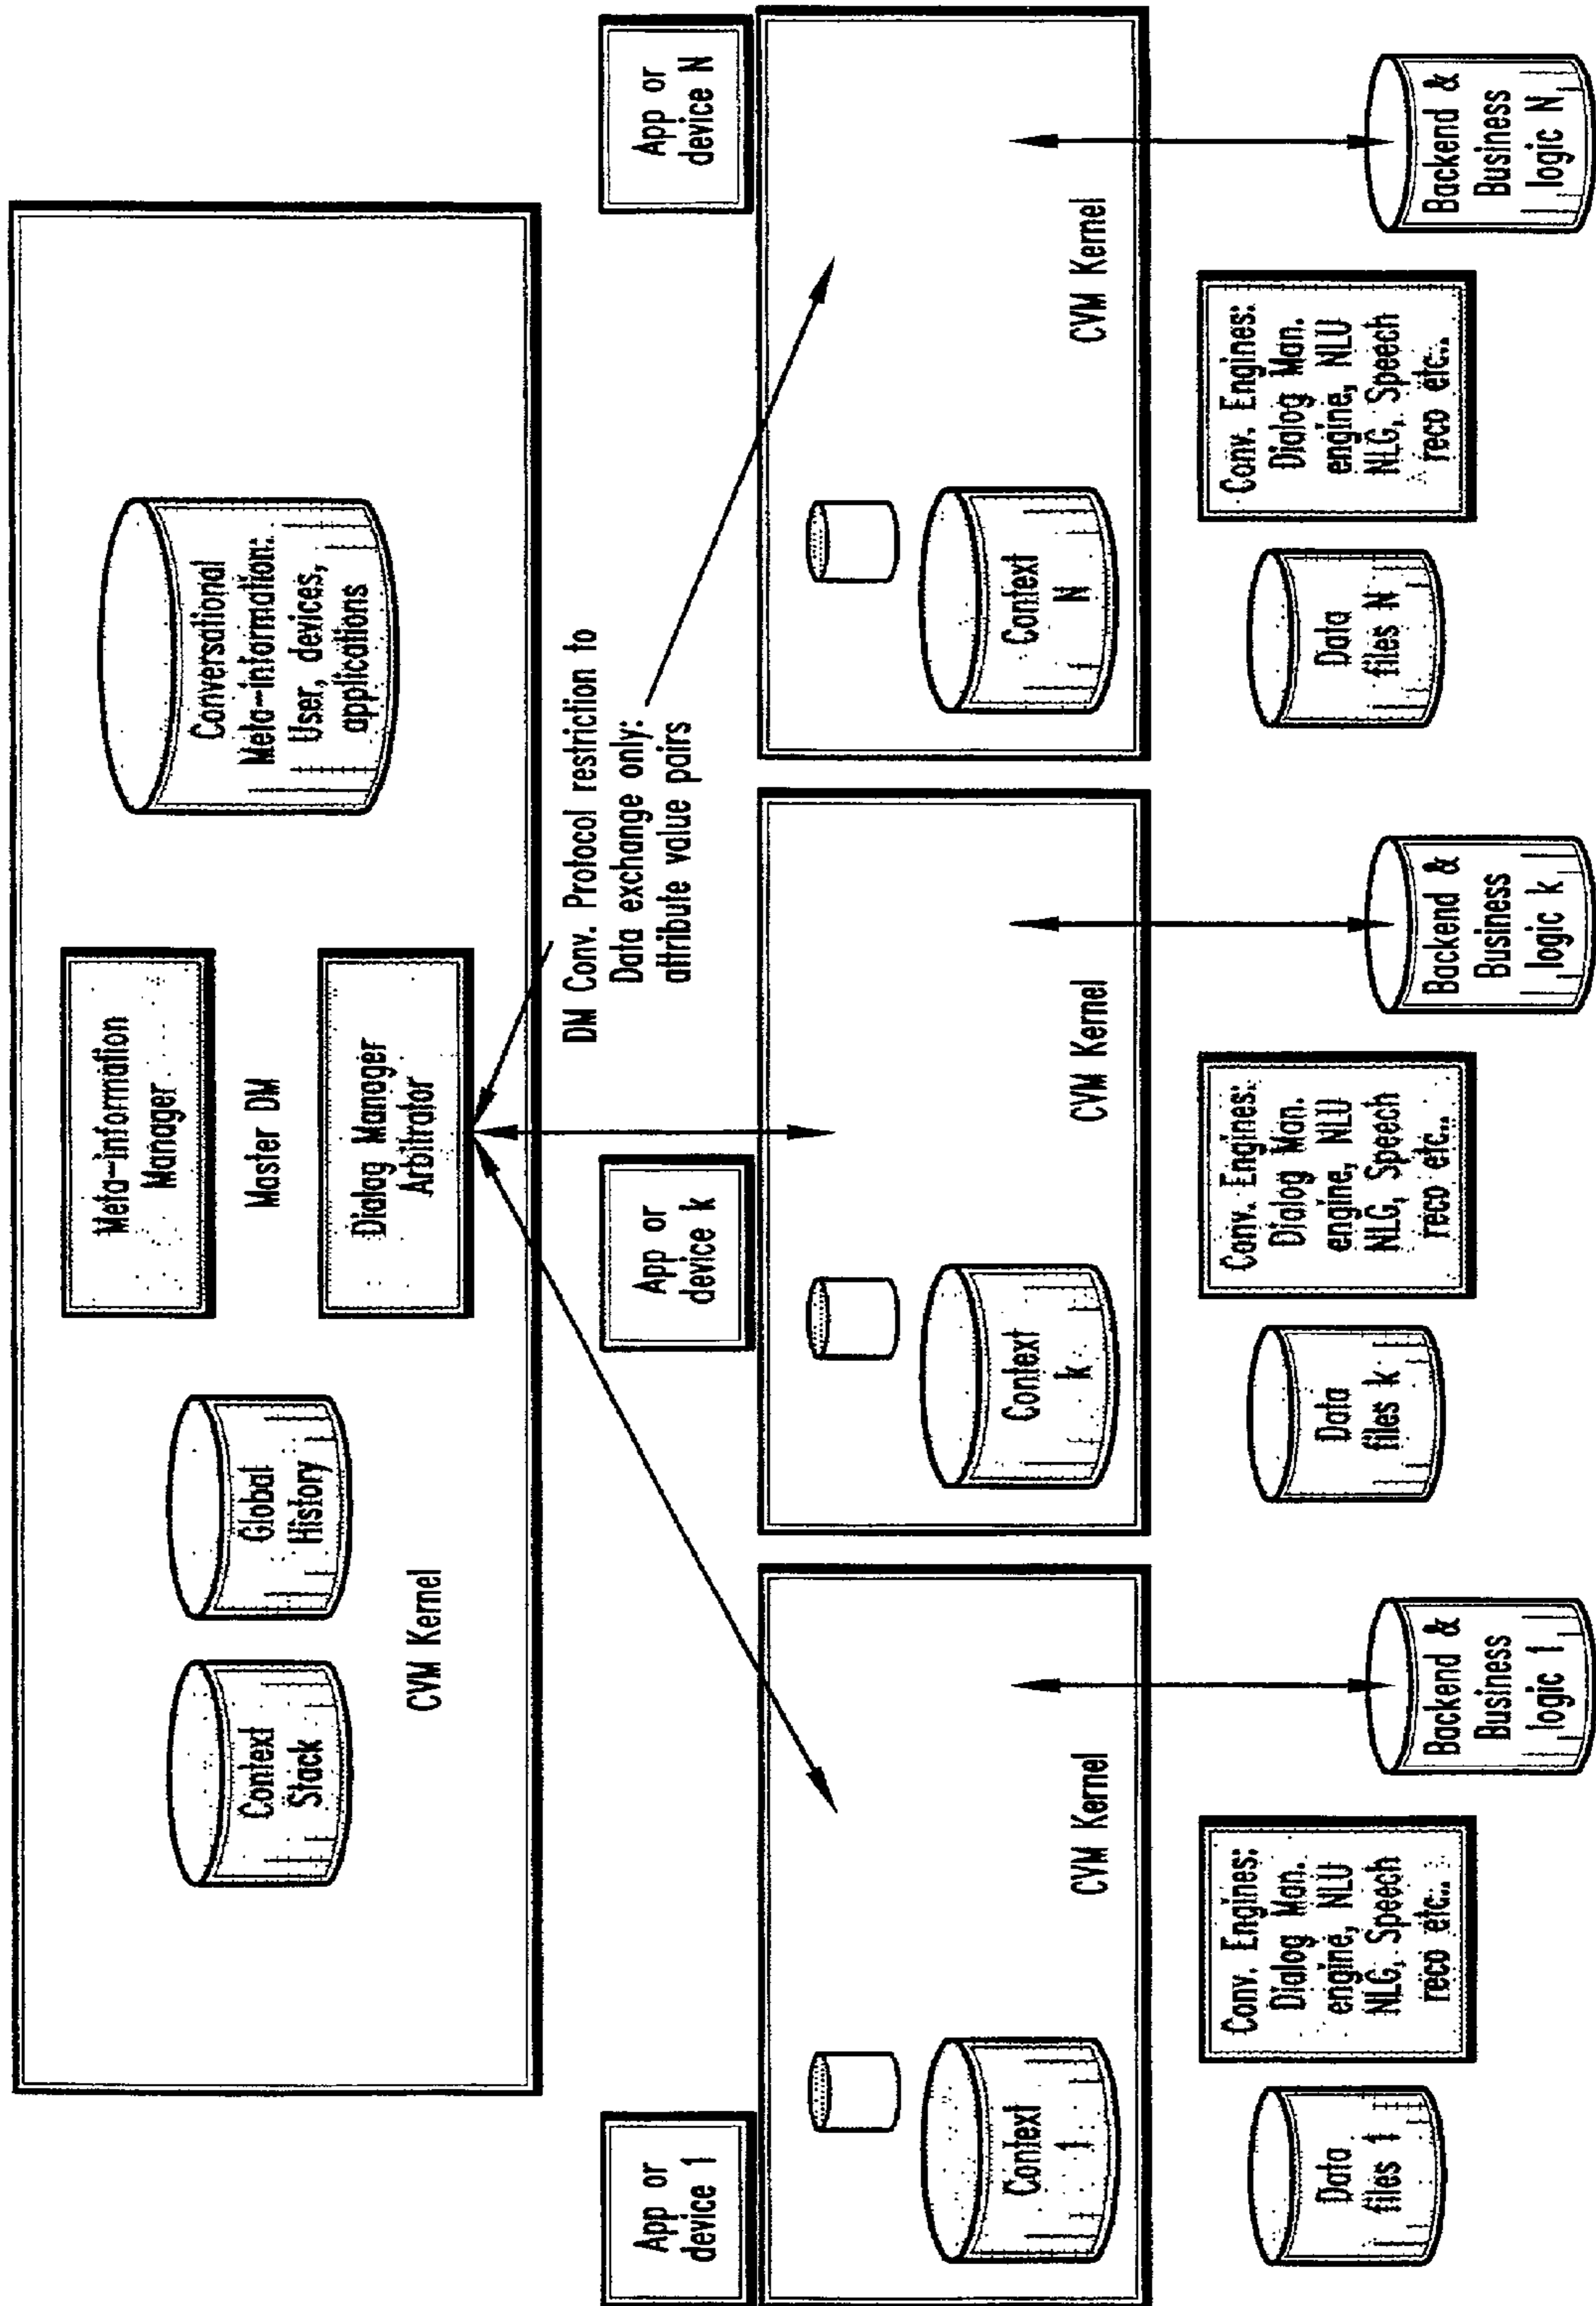 Context
Stack
Global
History
CVM Kernel
Meta-information
Manager
Master DM
Dialog Manager
Arbitrator
Conversational
Meta-information:
User, devices,
applications
DM Conv. Protocol restriction to
Data exchange only:
attribute value pairs
App or
device 1
Context
1
CVM Kernel
Data
files 1
Conv. Engines:
Dialog Man.
engine, NLU
NLG, Speech
reco etc..
Backend &
Business
logic 1
App or
device k
Context
k
CVM Kernel
Data
files k
Conv. Engines:
Dialog Man.
engine, NLU
NLG, Speech
reco etc..
Backend &
Business
logic k
App or
device N
Context
N
CVM Kernel
Data
files N
Conv. Engines:
Dialog Man.
engine, NLU
NLG, Speech
reco etc..
Backend &
Business
logic N